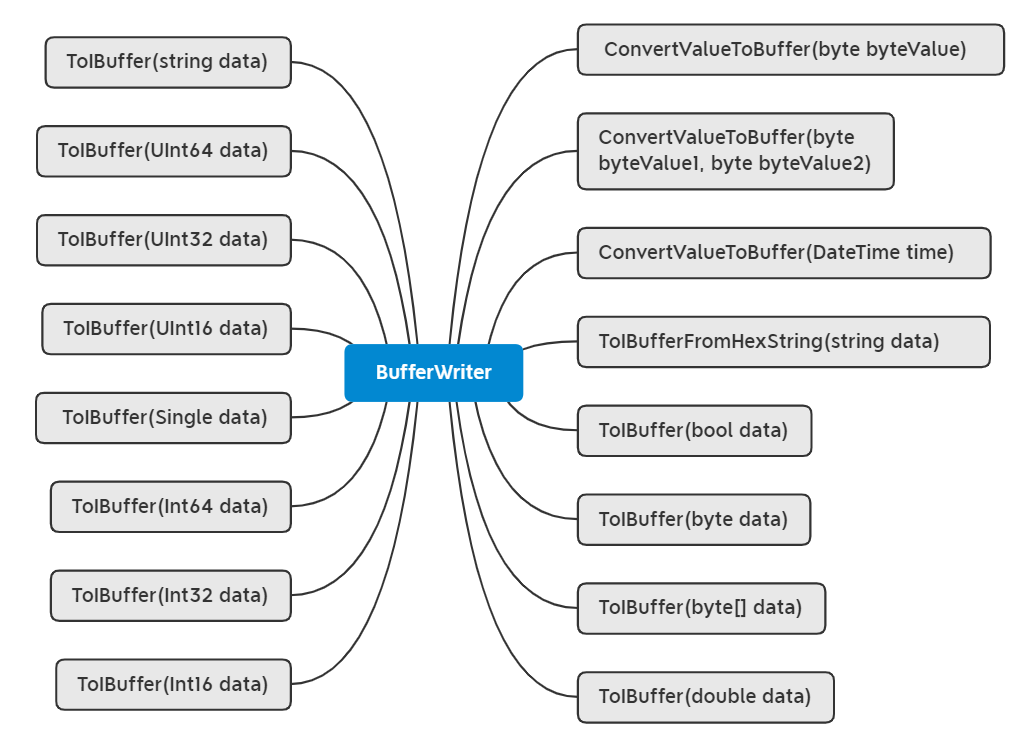 ToIBuffer(string data)
ToIBuffer(UInt64 data)
ToIBuffer(UInt32 data)
ToIBuffer(UInt16 data)
ToIBuffer(Single data)
ToIBuffer(Int64 data)
ToIBuffer(Int32 data)
ToIBuffer(Int16 data)
BufferWriter
ConvertValueToBuffer(byte byteValue)
ConvertValueToBuffer(byte
byteValue1, byte byteValue2)
ConvertValueToBuffer(DateTime time)
ToIBufferFromHexString(string data)
ToIBuffer(bool data)
ToIBuffer(byte data)
ToIBuffer(byte[] data)
ToIBuffer(double data)